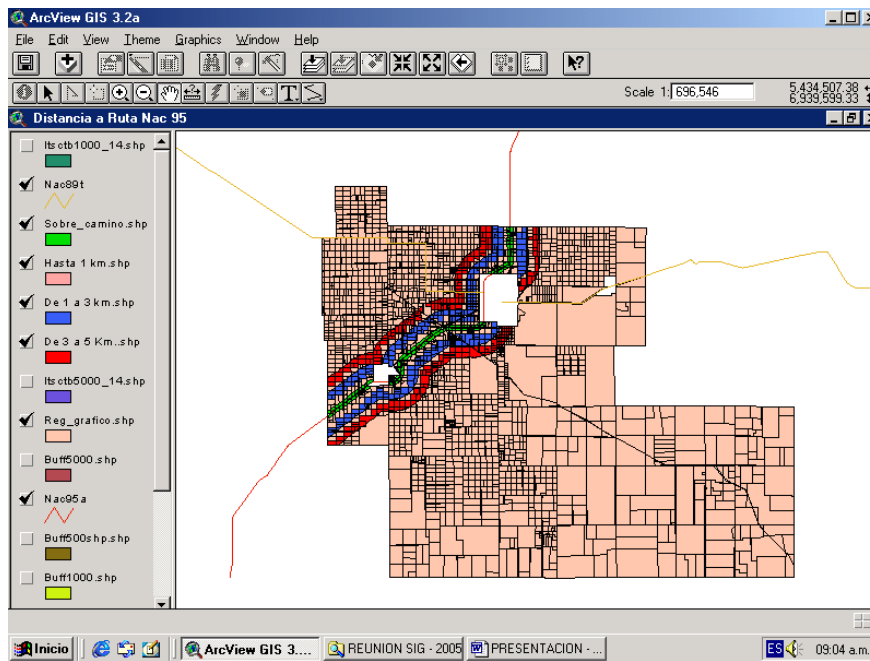 ArcView GIS 3.2a
File Edit View Theme Graphics Window Help
Scale 1: 696,546
5,434,507.38
6,939,599.33
Distancia a Ruta Nac 95
ltsctb1000_14.shp
Nac89t
Sobre_camino.shp
Hasta 1 km.shp
De 1 a 3 km.shp
De 3 a 5 Km..shp
ltsctb5000_14.shp
Reg_grafico.shp
Buff5000.shp
Nac95a
Buff500shp.shp
Buff1000.shp
Inicio
ArcView GIS 3....
REUNION SIG - 2005
PRESENTACION - ...
ES
09:04 a.m.